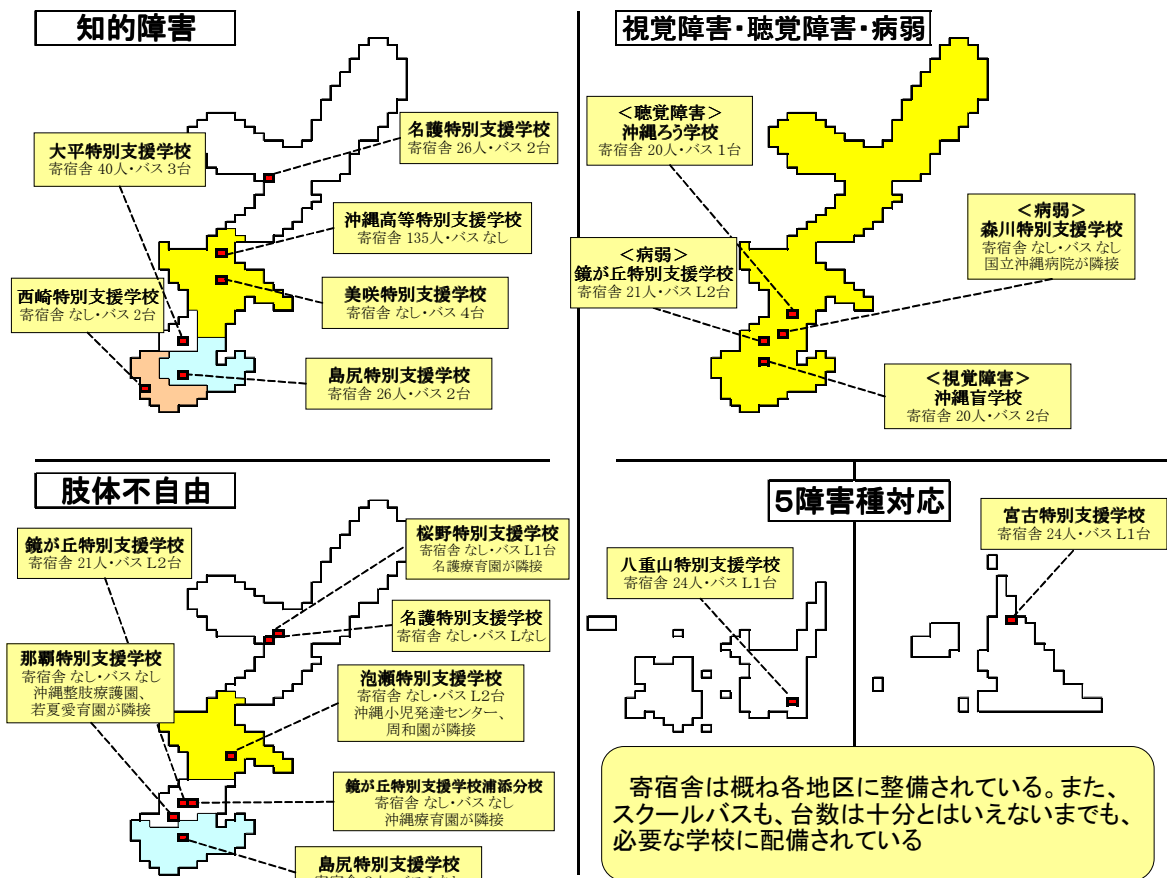 知的障害
大平特別支援学校
寄宿舎 40人・バス 3台
名護特別支援学校
寄宿舎 26人・バス 2台
沖縄高等特別支援学校
寄宿舎 135人・バス なし
美咲特別支援学校
寄宿舎 なし・バス 4台
西崎特別支援学校
寄宿舎 なし・バス 2台
島尻特別支援学校
寄宿舎 26人・バス 2台
視覚障害・聴覚障害・病弱
＜聴覚障害＞
沖縄ろう学校
寄宿舎 20人・バス 1台
＜病弱＞
森川特別支援学校
寄宿舎 なし・バス なし
国立沖縄病院が隣接
＜病弱＞
鏡が丘特別支援学校
寄宿舎 21人・バス L2台
＜視覚障害＞
沖縄盲学校
寄宿舎 20人・バス 2台
肢体不自由
鏡が丘特別支援学校
寄宿舎 21人・バス L2台
桜野特別支援学校
寄宿舎 なし・バス L1台
名護療育園が隣接
名護特別支援学校
寄宿舎 なし・バス Lなし
那覇特別支援学校
寄宿舎 なし・バス なし
沖縄整肢療護園、
若夏愛育園が隣接
泡瀬特別支援学校
寄宿舎 なし・バス L2台
沖縄小児発達センター、
周和園が隣接
鏡が丘特別支援学校浦添分校
寄宿舎 なし・バス なし
沖縄療育園が隣接
島尻特別支援学校
5障害種対応
八重山特別支援学校
寄宿舎 24人・バス L1台
宮古特別支援学校
寄宿舎 24人・バス L1台
寄宿舎は概ね各地区に整備されている。また、
スクールバスも、台数は十分とはいえないまでも、
必要な学校に配備されている